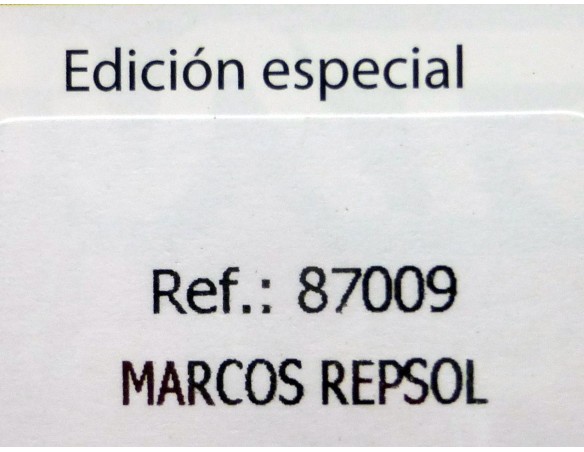 Edición especial
Ref.: 87009
MARCOS REPSOL